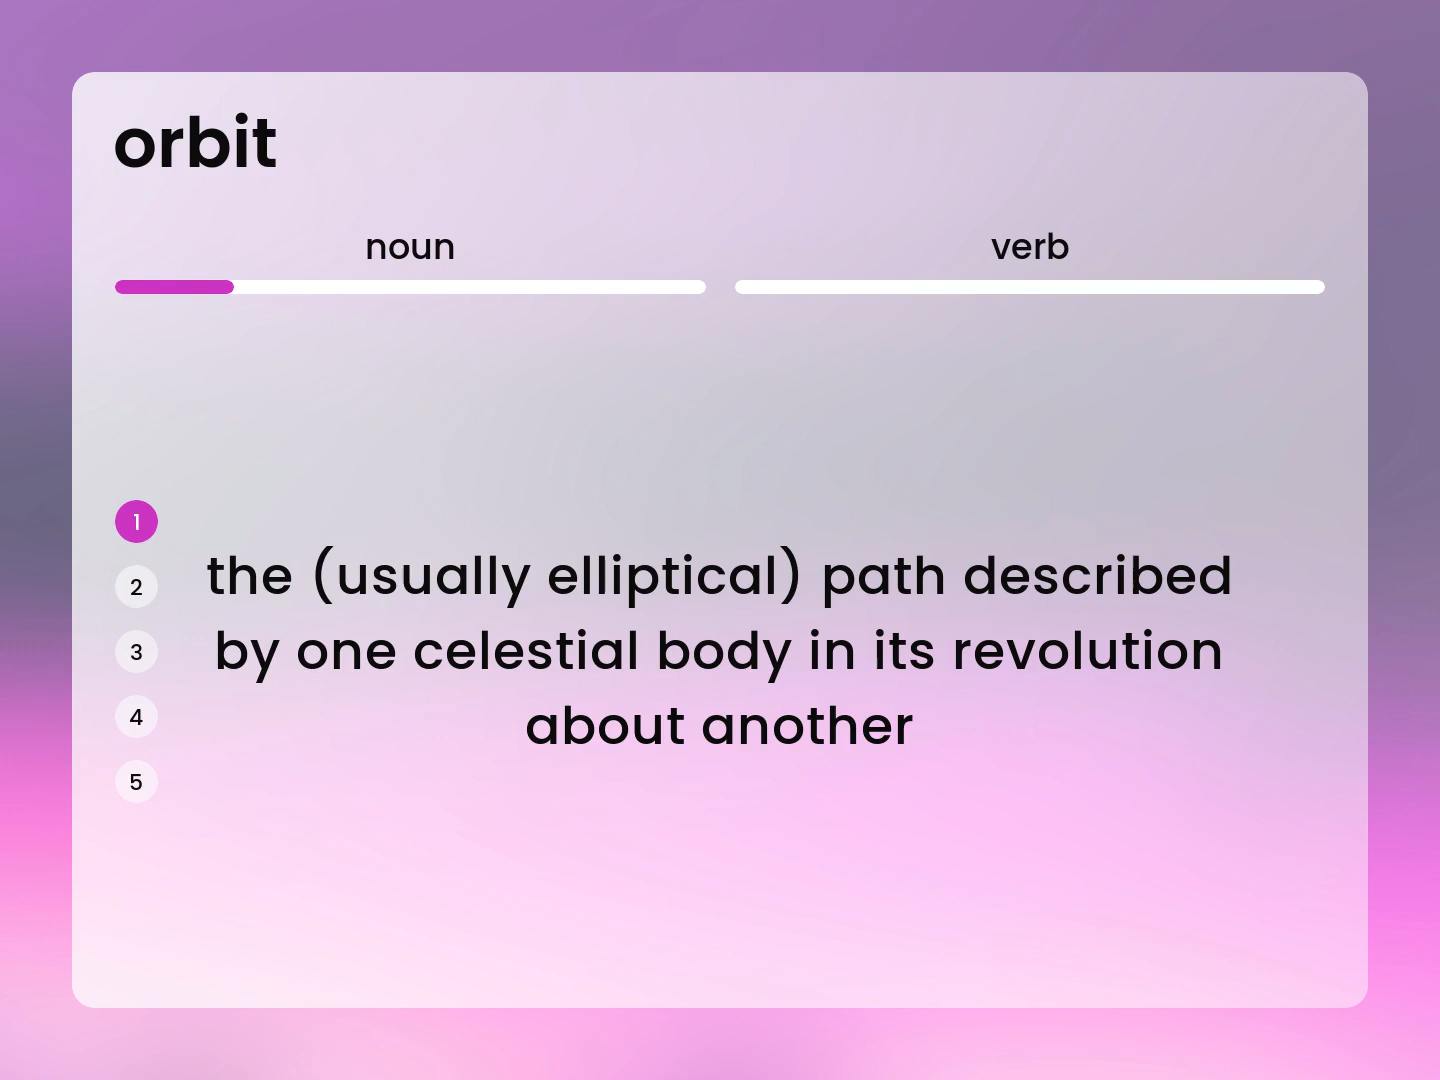 orbit
noun
verb
1
2
3
4
5
the (usually elliptical) path described
by one celestial body in its revolution
about another